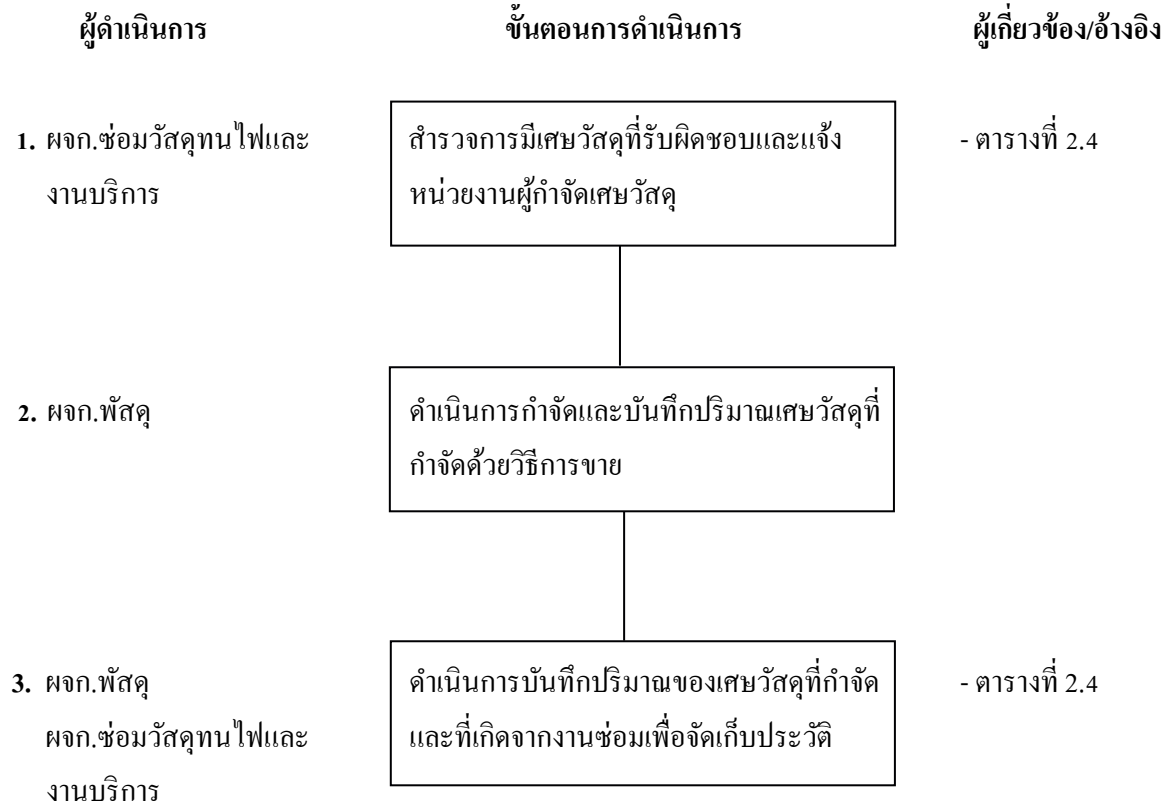 ผู้ดำเนินการ ขั้นตอนการดำเนินการ ผู้เกี่ยวข้อง/อ้างอิง
1. ผจก.ซ่อมวัสดุทนไฟและ
งานบริการ
สำรวจการมีเศษวัสดุที่รับผิดชอบและแจ้ง
หน่วยงานผู้กำจัดเศษวัสดุ
- ตารางที่ 2.4
2. ผจก.พัสดุ
ดำเนินการกำจัดและบันทึกปริมาณเศษวัสดุที่
กำจัดด้วยวิธีการขาย
3. ผจก.พัสดุ
ผจก.ซ่อมวัสดุทนไฟและ
งานบริการ
ดำเนินการบันทึกปริมาณของเศษวัสดุที่กำจัด
และที่เกิดจากงานซ่อมเพื่อจัดเก็บประวัติ
- ตารางที่ 2.4